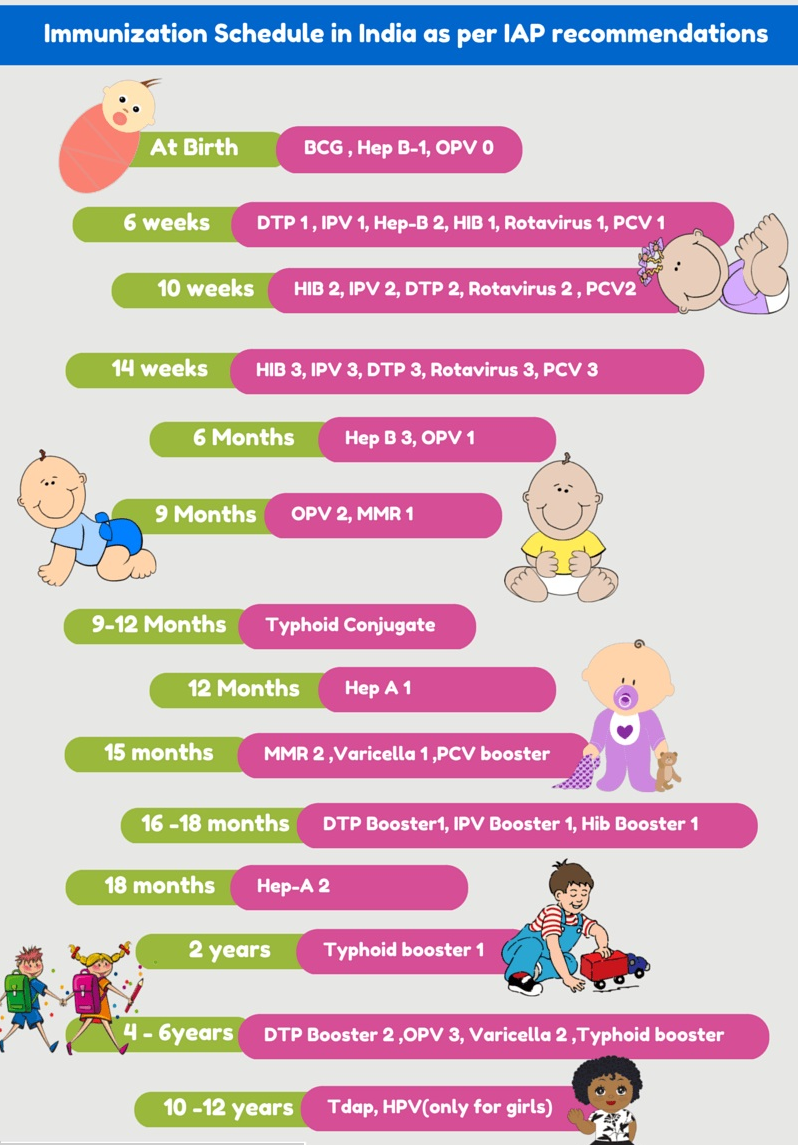 Immunization Schedule in India as per IAP recommendations
At Birth BCG , Hep B-1, OPV 0
6 weeks DTP 1 , IPV 1, Hep-B 2, HIB 1, Rotavirus 1, PCV 1
10 weeks HIB 2, IPV 2, DTP 2, Rotavirus 2 , PCV2
14 weeks HIB 3, IPV 3, DTP 3, Rotavirus 3, PCV 3
6 Months Hep B 3, OPV 1
9 Months OPV 2, MMR 1
9-12 Months Typhoid Conjugate
12 Months Hep A 1
15 months MMR 2 ,Varicella 1 ,PCV booster
16 -18 months DTP Booster1, IPV Booster 1, Hib Booster 1
18 months Hep-A 2
2 years Typhoid booster 1
4 - 6years DTP Booster 2 ,OPV 3, Varicella 2 ,Typhoid booster
10 -12 years Tdap, HPV(only for girls)